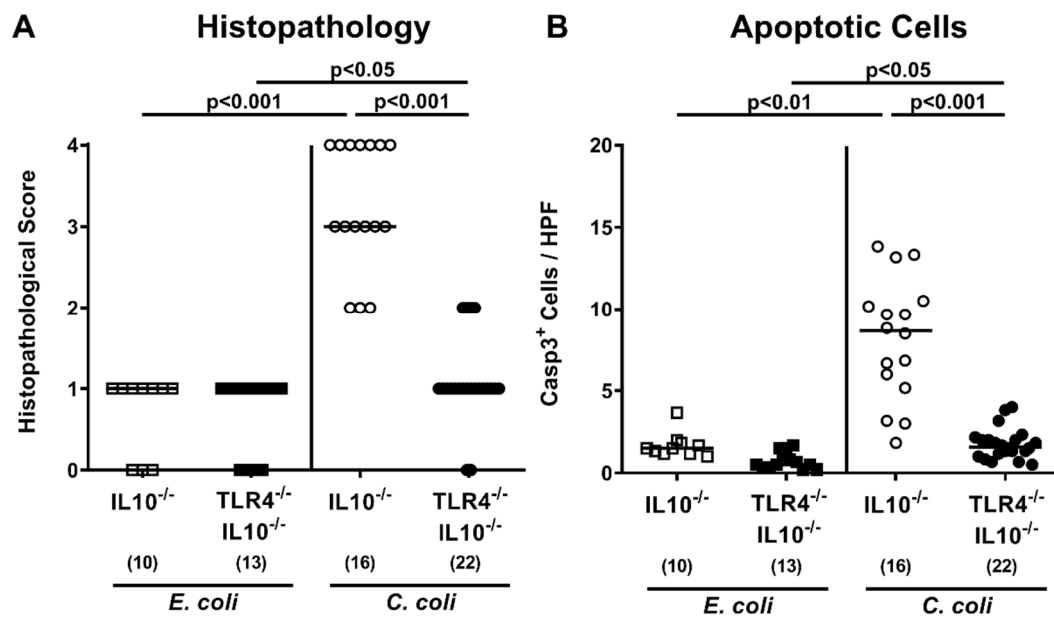 A Histopathology
p<0.05
p<0.001 p<0.001
Histopathological Score
4
3
2
1
0
IL10-/- TLR4-/- IL10-/- TLR4-/-
IL10-/- IL10-/-
(10) (13) (16) (22)
E. coli C. coli
B Apoptotic Cells
p<0.05
p<0.01 p<0.001
Casp3+ Cells / HPF
20
15
10
5
0
IL10-/- TLR4-/- IL10-/- TLR4-/-
IL10-/- IL10-/-
(10) (13) (16) (22)
E. coli C. coli